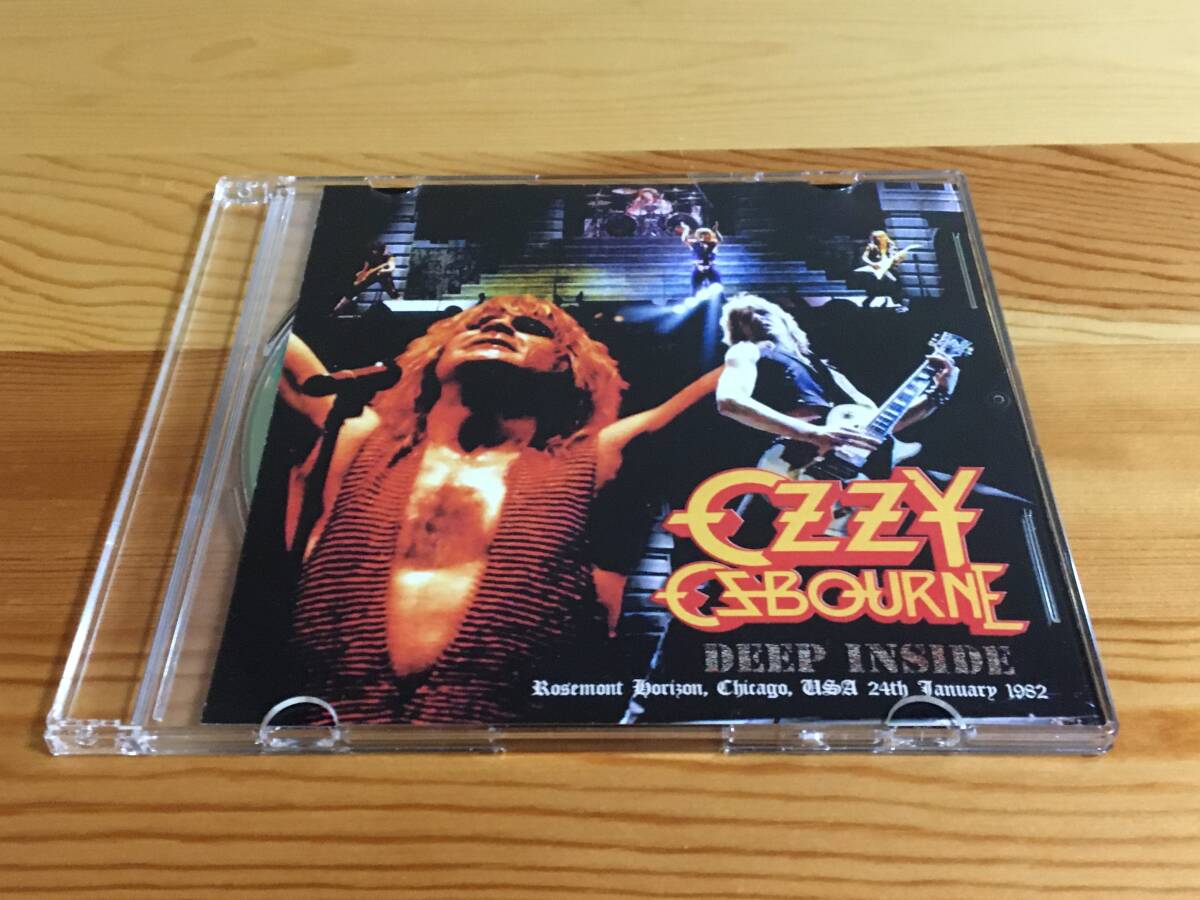 OZZY
OSBOURNE
DEEP INSIDE
Rosemont Horizon, Chicago, USA 24th January 1982